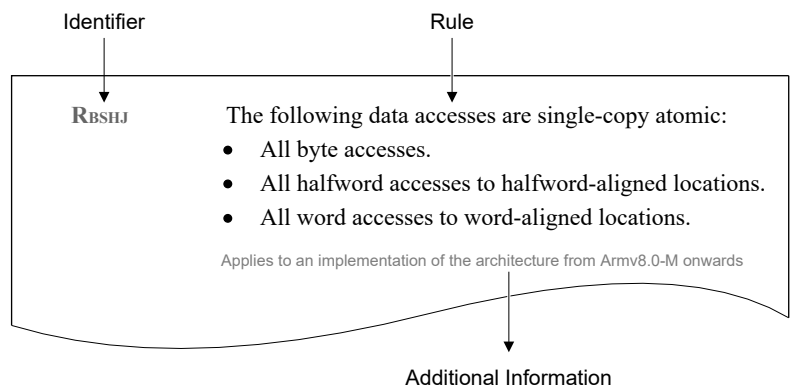 Identifier Rule
RBSHJ The following data accesses are single-copy atomic:
• All byte accesses.
• All halfword accesses to halfword-aligned locations.
• All word accesses to word-aligned locations.
Applies to an implementation of the architecture from Armv8.0-M onwards
Additional Information